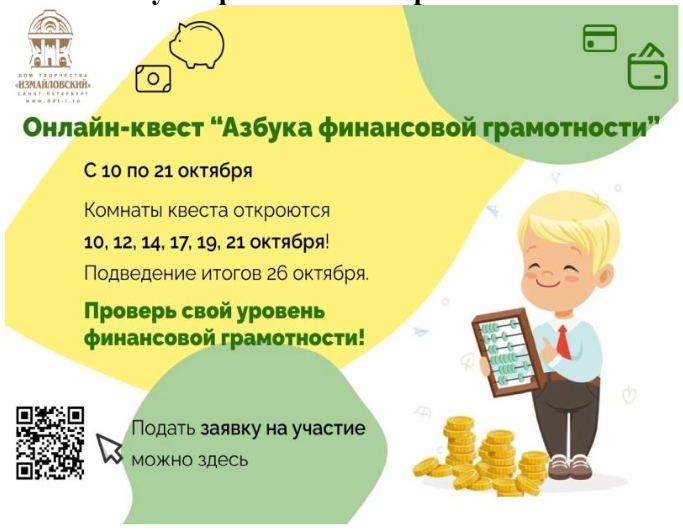 ДОМ ТВОРЧЕСТВА
«ИЗМАЙЛОВСКИЙ»
САНКТ-ПЕТЕРБУРГ
www.ddt-i.ru
Онлайн-квест “Азбука финансовой грамотности”
С 10 по 21 октября
Комнаты квеста откроются
10, 12, 14, 17, 19, 21 октября!
Подведение итогов 26 октября.
Проверь свой уровень
финансовой грамотности!
Подать заявку на участие
можно здесь